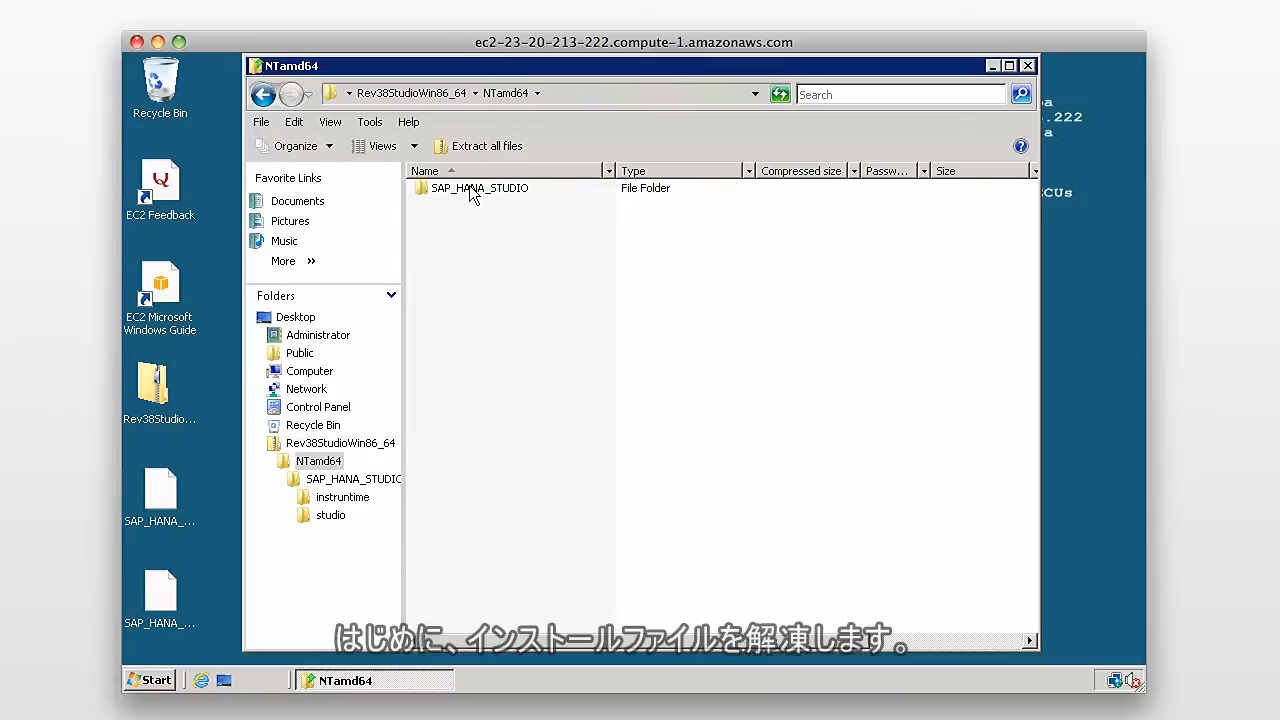 ec2-23-20-213-222.compute-1.amazonaws.com
NTamd64
Rev38StudioWin86_64 NTamd64
Search
File Edit View Tools Help
Organize Views Extract all files
Name Type Compressed size Passw... Size
SAP_HANA_STUDIO File Folder
Favorite Links
Documents
Pictures
Music
More »
Folders
Desktop
Administrator
Public
Computer
Network
Control Panel
Recycle Bin
Rev38StudioWin86_64
NTamd64
SAP_HANA_STUDIO
instruntime
studio
Recycle Bin
EC2 Feedback
EC2 Microsoft
Windows Guide
Rev38Studio...
SAP_HANA_...
SAP_HANA_...
.222
CUs
はじめに、インストールファイルを解凍します。
Start NTamd64